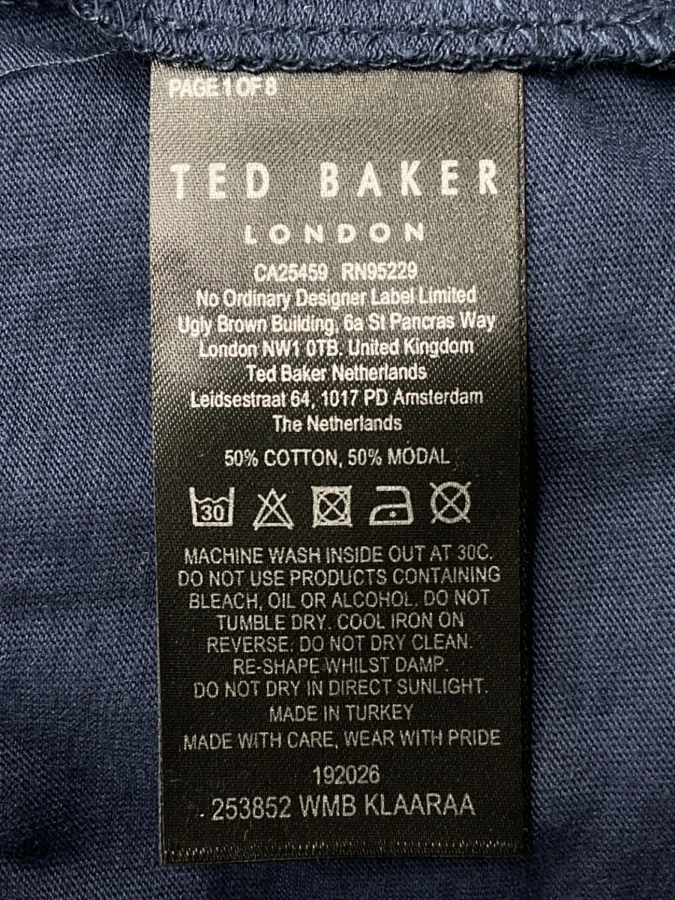 PAGE 1 OF 8
TED BAKER
LONDON
CA25459 RN95229
No Ordinary Designer Label Limited
Ugly Brown Building, 6a St Pancras Way
London NW1 0TB. United Kingdom
Ted Baker Netherlands
Leidsestraat 64, 1017 PD Amsterdam
The Netherlands
50% COTTON, 50% MODAL
30
MACHINE WASH INSIDE OUT AT 30C.
DO NOT USE PRODUCTS CONTAINING
BLEACH, OIL OR ALCOHOL. DO NOT
TUMBLE DRY. COOL IRON ON
REVERSE. DO NOT DRY CLEAN.
RE-SHAPE WHILST DAMP.
DO NOT DRY IN DIRECT SUNLIGHT.
MADE IN TURKEY
MADE WITH CARE, WEAR WITH PRIDE
192026
253852 WMB KLAARAA